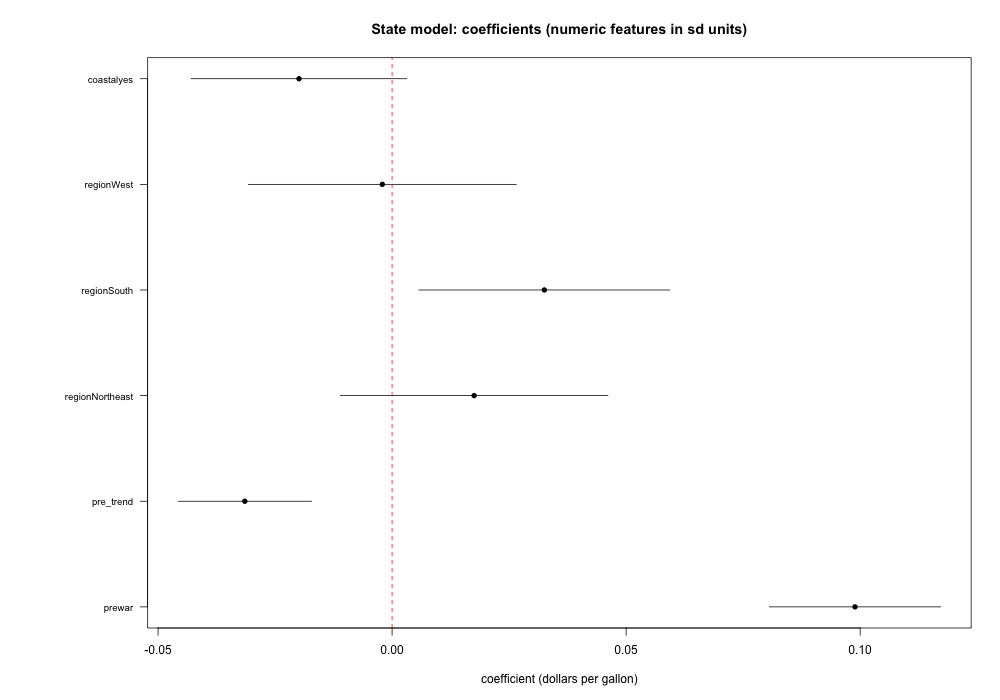 State model: coefficients (numeric features in sd units)
coastalyes
regionWest
regionSouth
regionNortheast
pre_trend
prewar
-0.05 0.00 0.05 0.10
coefficient (dollars per gallon)